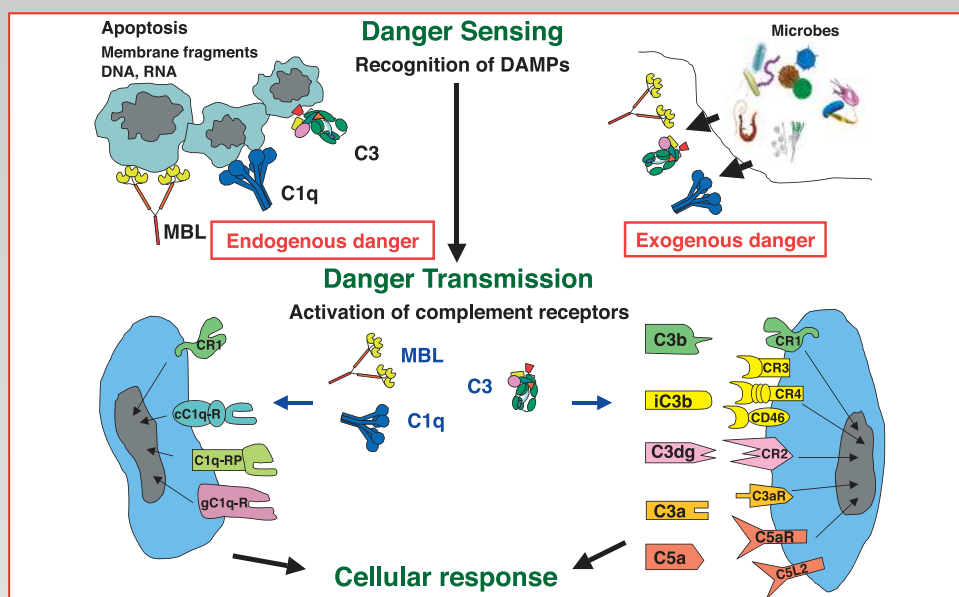 Apoptosis
Membrane fragments
DNA, RNA
Danger Sensing
Recognition of DAMPs
Microbes
C3
C1q
MBL
Endogenous danger
Exogenous danger
Danger Transmission
Activation of complement receptors
MBL
C3
C1q
CR1
cC1q-R
C1q-RP
gC1q-R
C3b
CR1
CR3
iC3b
CR4
CD46
C3dg
CR2
C3a
C3aR
C5a
C5aR
C5L2
Cellular response